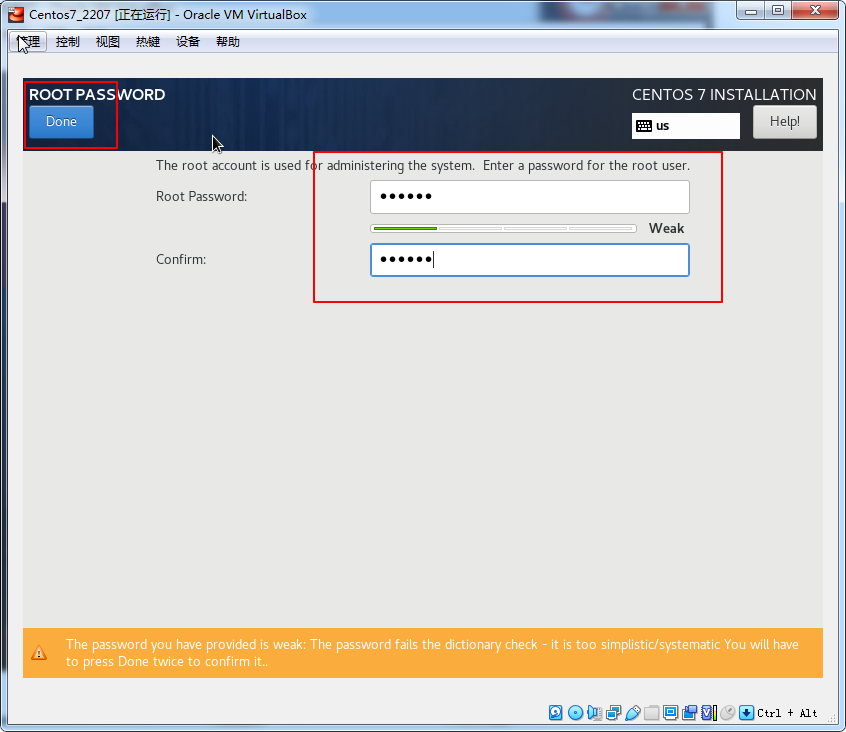 Centos7_2207 [正在运行] - Oracle VM VirtualBox
管理 控制 视图 热键 设备 帮助
ROOT PASSWORD
CENTOS 7 INSTALLATION
Done
us
Help!
The root account is used for administering the system. Enter a password for the root user.
Root Password:
●●●●●●
Weak
Confirm:
●●●●●●
The password you have provided is weak: The password fails the dictionary check - it is too simplistic/systematic You will have
to press Done twice to confirm it..
Ctrl + Alt